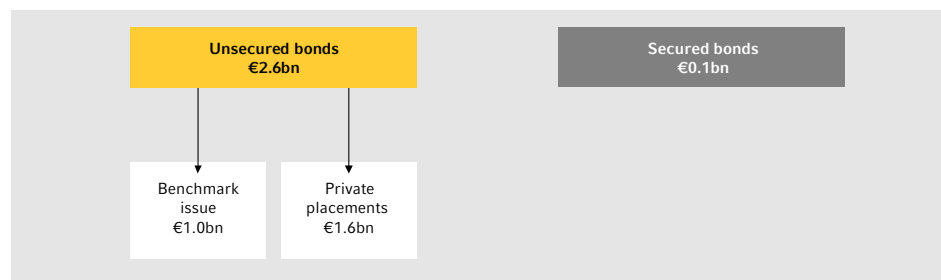 Unsecured bonds
€2.6bn
Secured bonds
€0.1bn
Benchmark
issue
€1.0bn
Private
placements
€1.6bn